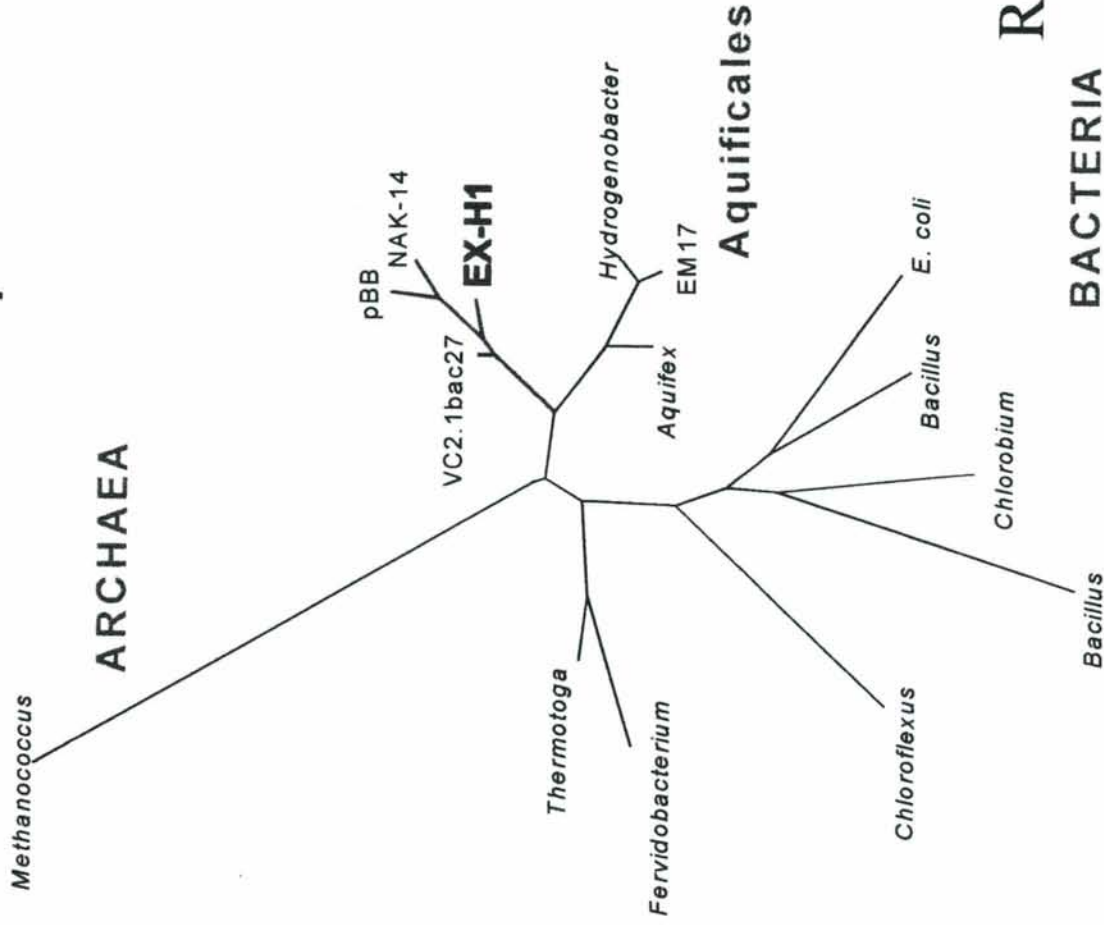 Methanococcus
ARCHAEA
pBB
NAK-14
EX-H1
VC2.1bac27
Hydrogenobacter
EM17
Aquifex
Aquificales
Thermotoga
Fervidobacterium
Chloroflexus
E. coli
Bacillus
Chlorobium
Bacillus
BACTERIA
R